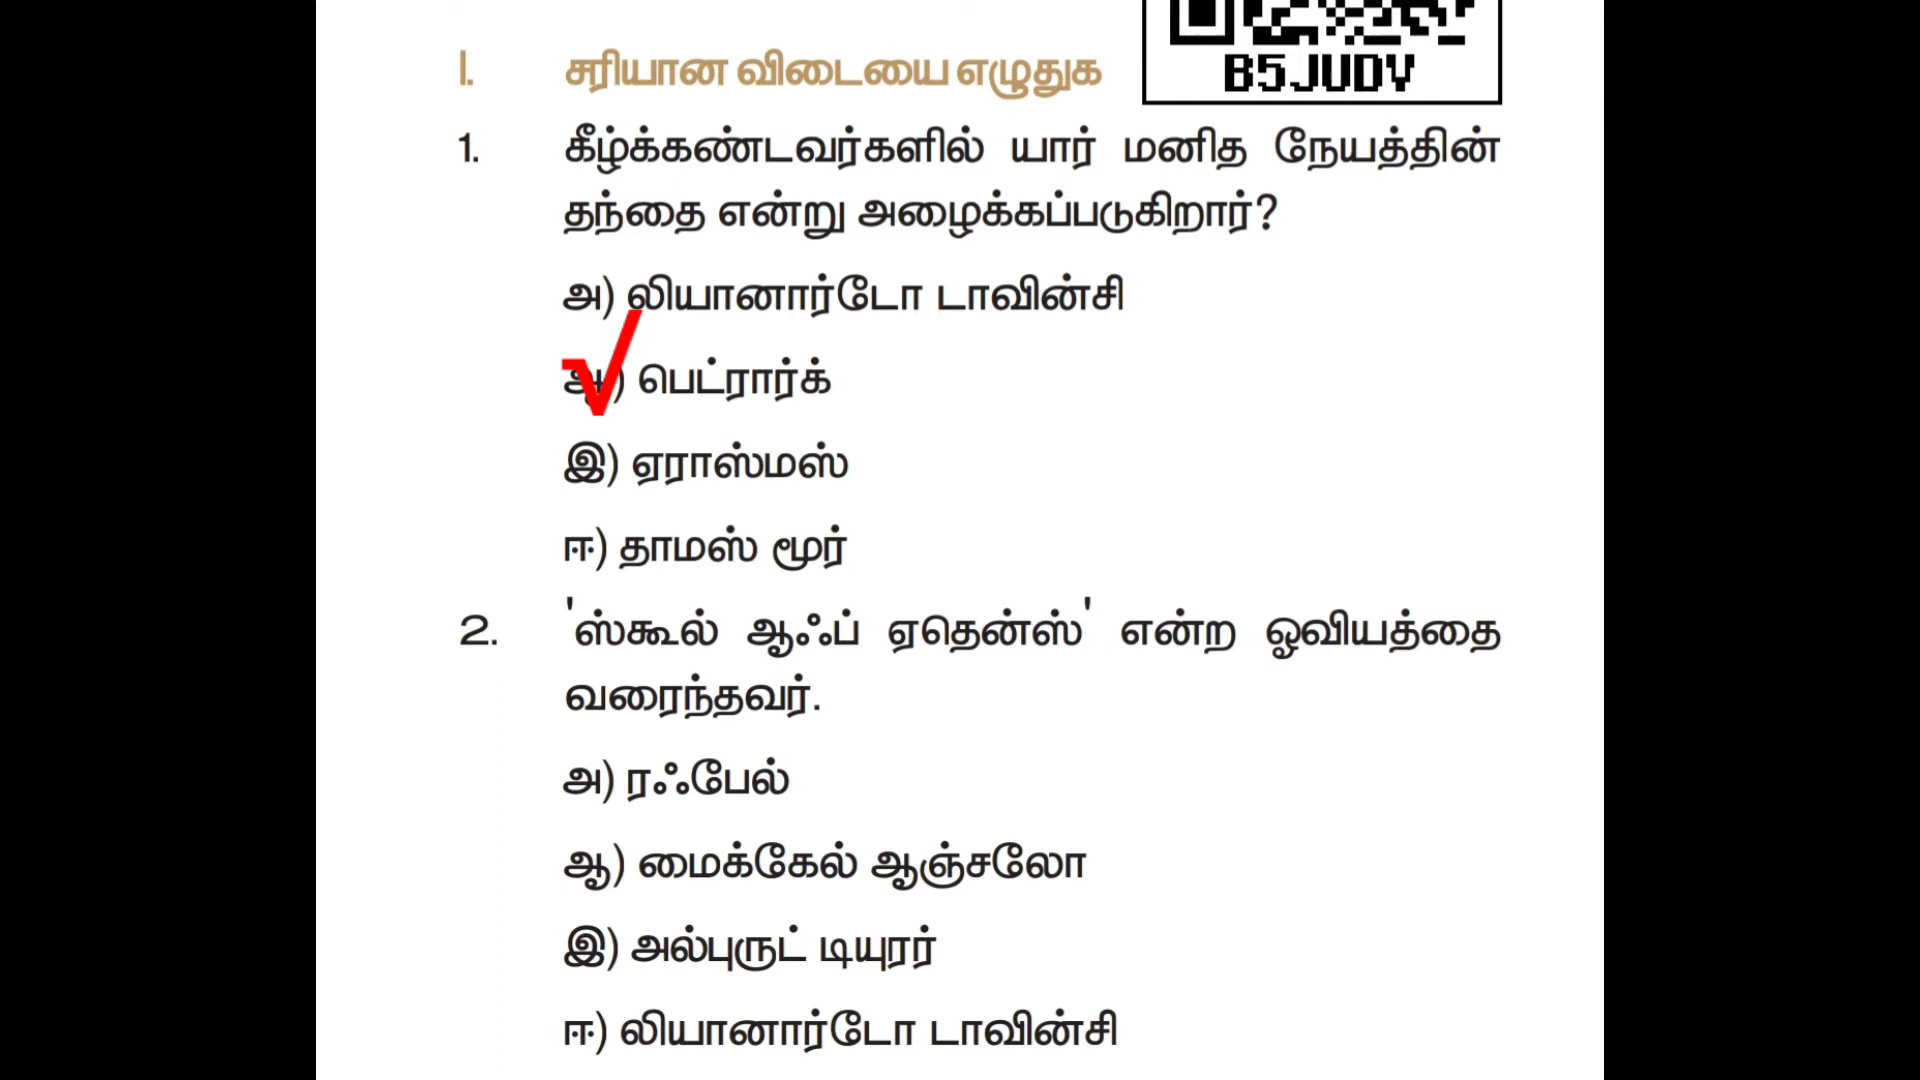 B5JUDV
I. சரியான விடையை எழுதுக
1. கீழ்க்கண்டவர்களில் யார் மனித நேயத்தின்
தந்தை என்று அழைக்கப்படுகிறார்?
அ) லியானார்டோ டாவின்சி
ஆ) பெட்ரார்க்
இ) ஏராஸ்மஸ்
ஈ) தாமஸ் மூர்
2. 'ஸ்கூல் ஆஃப் ஏதென்ஸ்' என்ற ஓவியத்தை
வரைந்தவர்.
அ) ரஃபேல்
ஆ) மைக்கேல் ஆஞ்சலோ
இ) அல்புருட் டியுரர்
ஈ) லியானார்டோ டாவின்சி